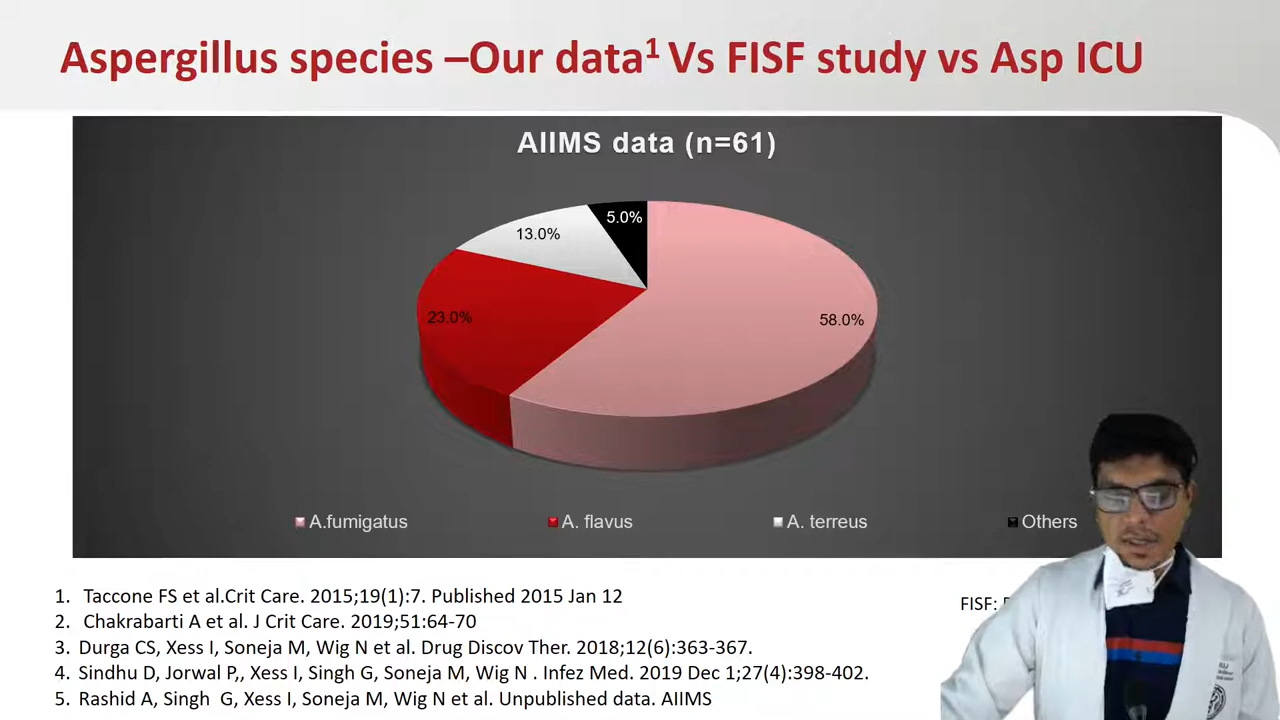 Aspergillus species –Our data1 Vs FISF study vs Asp ICU
AIIMS data (n=61)
5.0%
13.0%
23.0%
58.0%
A.fumigatus
A. flavus
A. terreus
Others
1. Taccone FS et al.Crit Care. 2015;19(1):7. Published 2015 Jan 12
2. Chakrabarti A et al. J Crit Care. 2019;51:64-70
3. Durga CS, Xess I, Soneja M, Wig N et al. Drug Discov Ther. 2018;12(6):363-367.
4. Sindhu D, Jorwal P,, Xess I, Singh G, Soneja M, Wig N. Infez Med. 2019 Dec 1;27(4):398-402.
5. Rashid A, Singh G, Xess I, Soneja M, Wig N et al. Unpublished data. AIIMS
FISF: